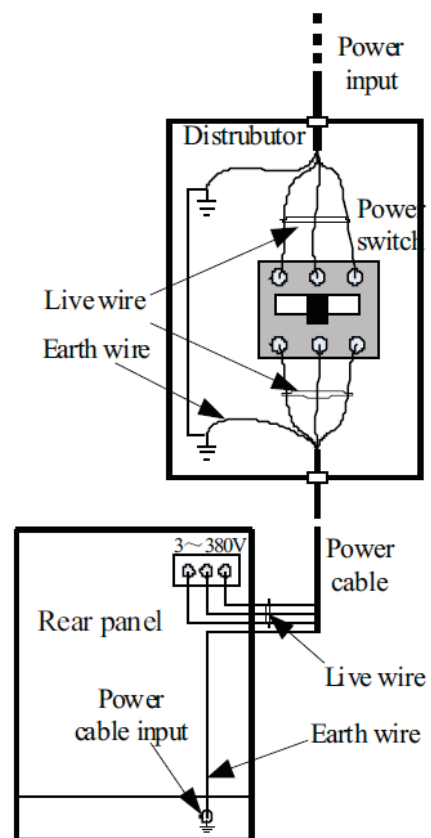 Power
input
Distrubutor
Power
switch
Live wire
Earth wire
3～380V
Power
cable
Rear panel
Live wire
Power
cable input
Earth wire